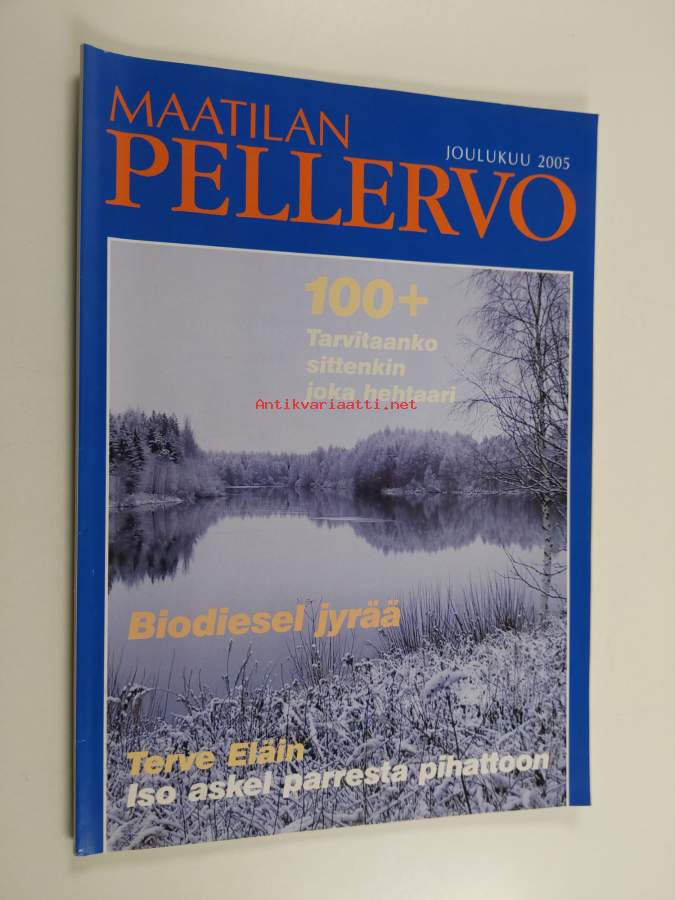 MAATILAN
JOULUKUU 2005
PELLERVO
100+
Tarvitaanko
sittenkin
joka hehtaari
Antikvariaatti.net
Biodiesel jyrää
Terve Eläin
Iso askel parresta pihattoon